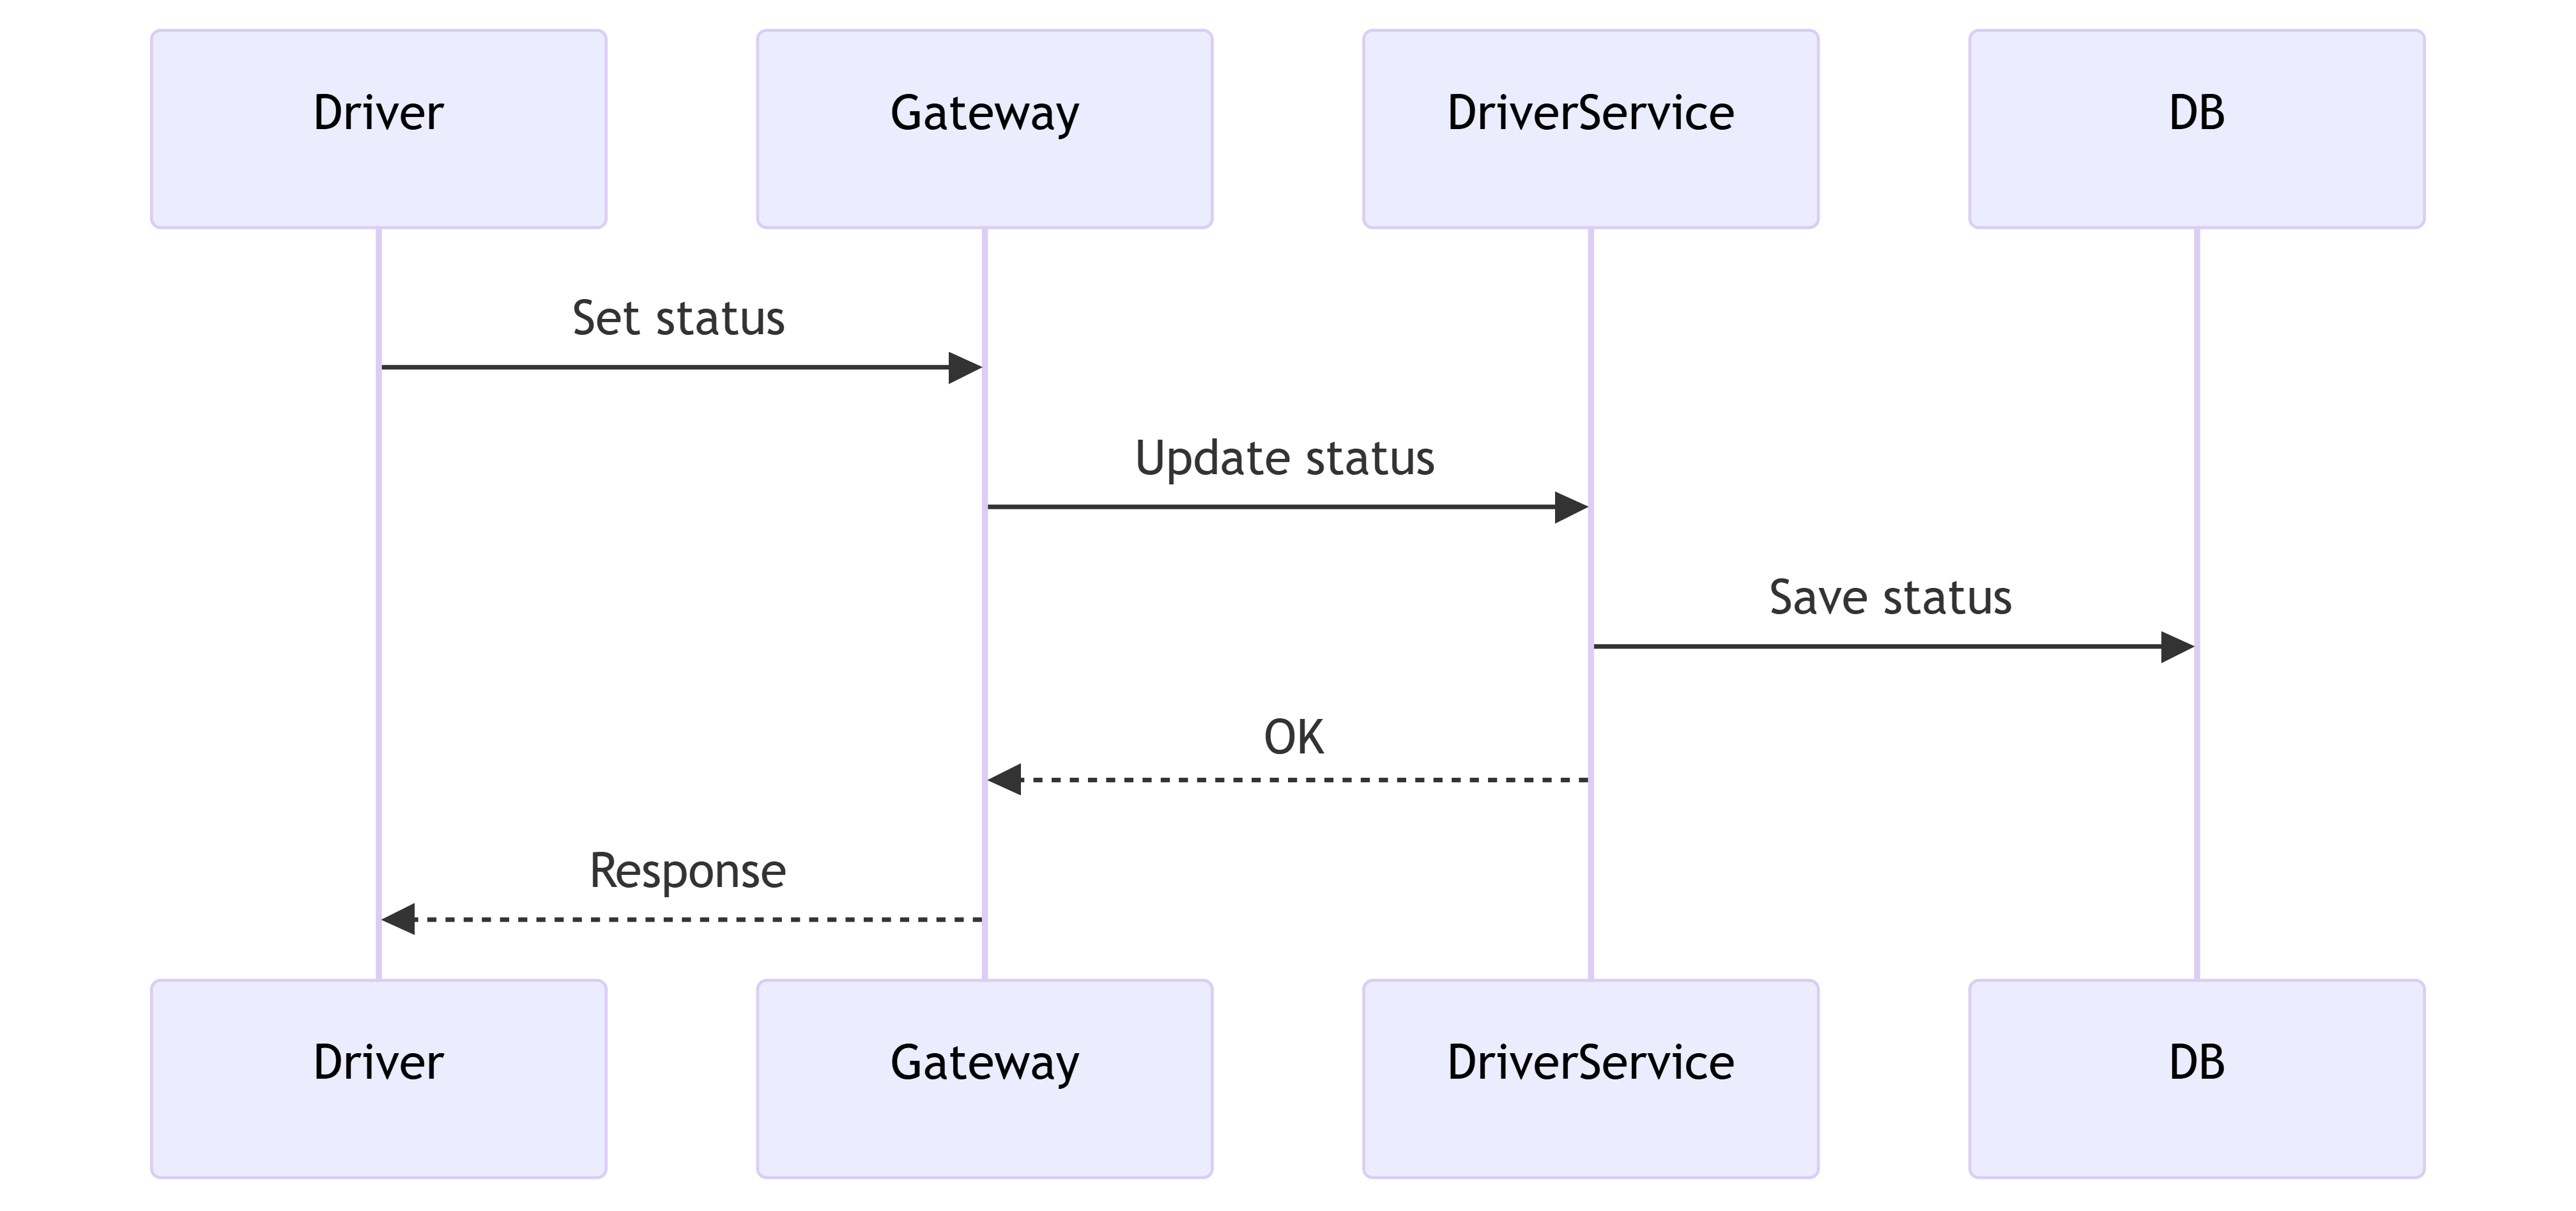 Driver
Gateway
DriverService
DB
Set status
Update status
Save status
OK
Response
Driver
Gateway
DriverService
DB